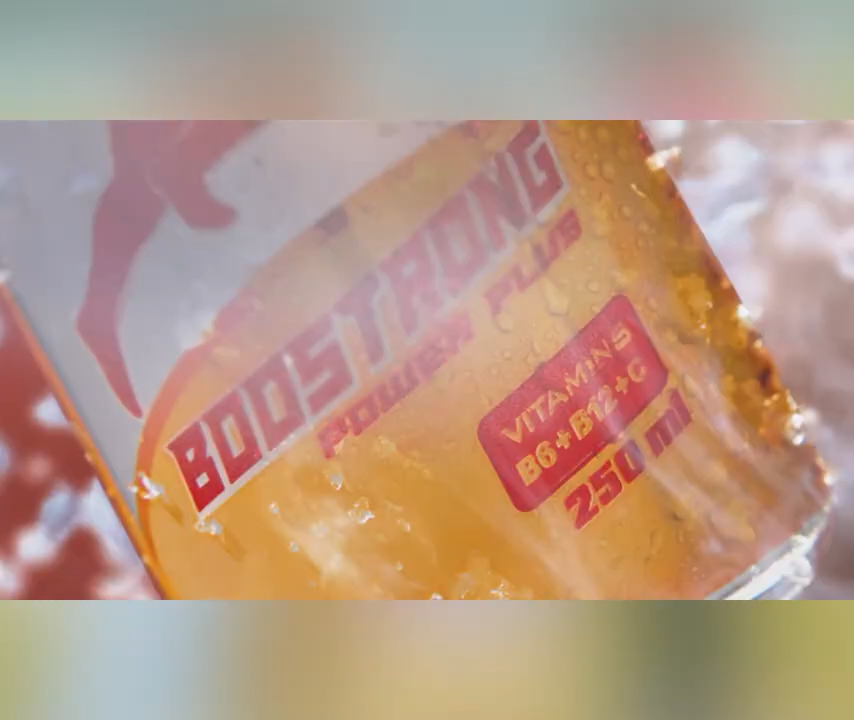 BOOSTRONG
POWER PLUS
VITAMINS
B6+B12+C
250 ml